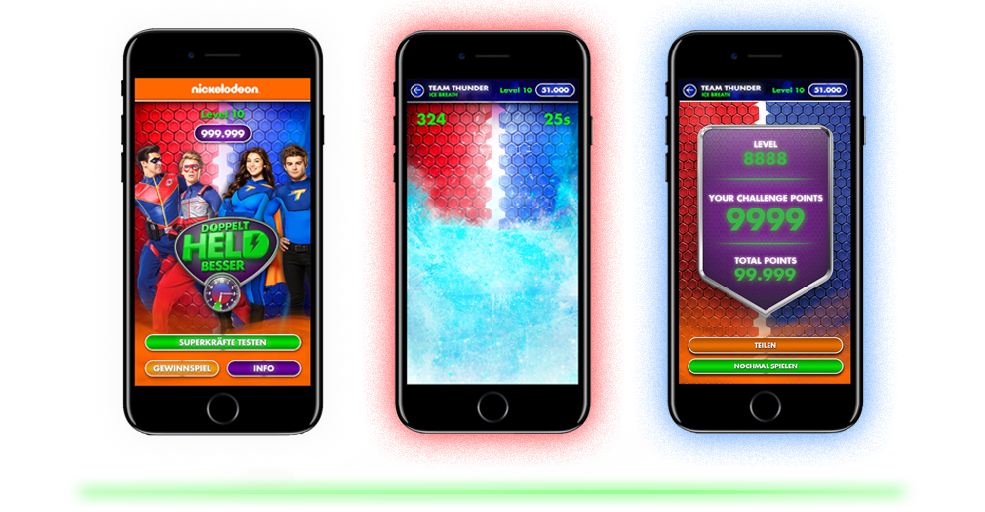 nickelodeon
Level 10
999.999
DOPPELT
HELD
BESSER
SUPERKRÄFTE TESTEN
GEWINNSPIEL
INFO
TEAM THUNDER
ICE BREATH
Level 10
51.000
324
25s
TEAM THUNDER
ICE BREATH
Level 10
51.000
LEVEL
8888
YOUR CHALLENGE POINTS
9999
TOTAL POINTS
99.999
TEILEN
NOCHMAL SPIELEN